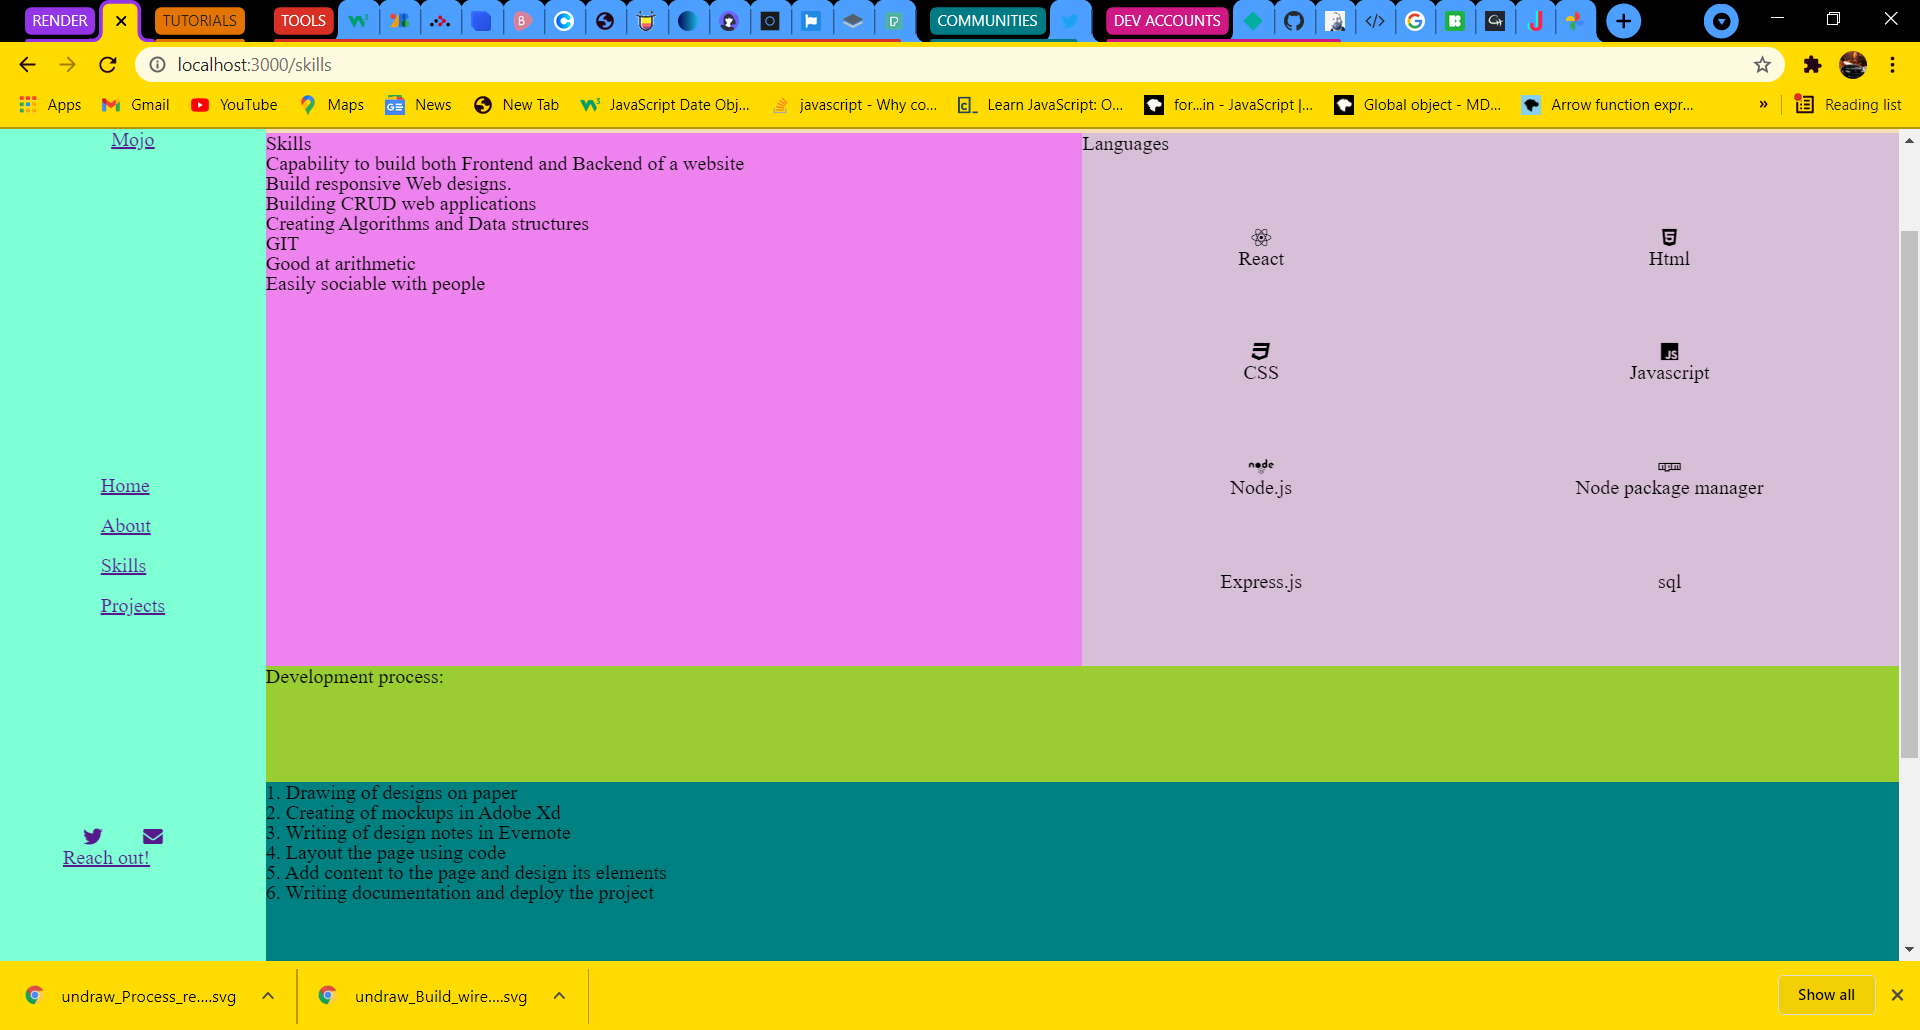 RENDER TUTORIALS TOOLS COMMUNITIES DEV ACCOUNTS
localhost:3000/skills
Apps Gmail YouTube Maps News New Tab JavaScript Date Obj... javascript - Why co... Learn JavaScript: O... for...in - JavaScript |... Global object - MD... Arrow function expr... » Reading list
Mojo
Home
About
Skills
Projects
Reach out!
Skills
Capability to build both Frontend and Backend of a website
Build responsive Web designs.
Building CRUD web applications
Creating Algorithms and Data structures
GIT
Good at arithmetic
Easily sociable with people
Languages
React
Html
CSS
JS
Javascript
node
Node.js
npm
Node package manager
Express.js
sql
Development process:
1. Drawing of designs on paper
2. Creating of mockups in Adobe Xd
3. Writing of design notes in Evernote
4. Layout the page using code
5. Add content to the page and design its elements
6. Writing documentation and deploy the project
undraw_Process_re....svg undraw_Build_wire....svg Show all